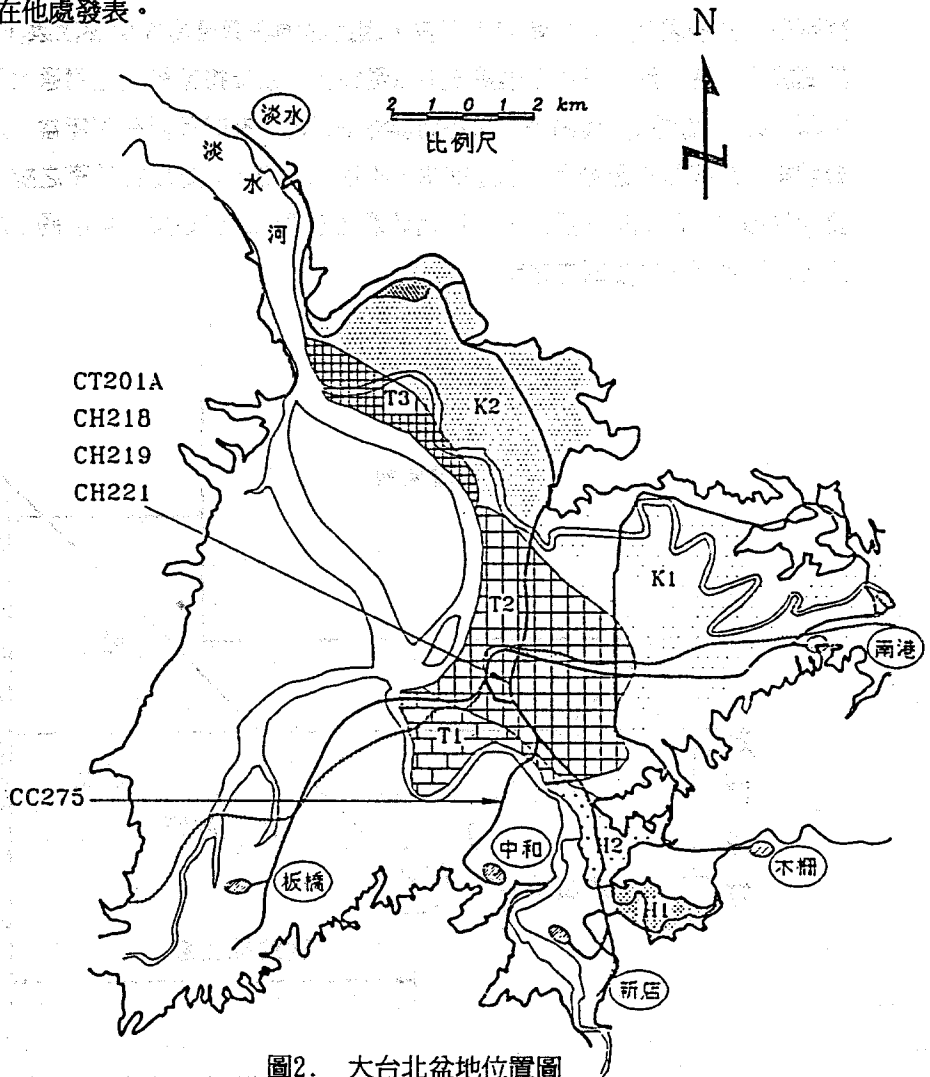 在他處發表。
N
2 1 0 1 2 km
比例尺
淡水
淡
水
河
CT201A
CH218
CH219
CH221
T3
K2
K1
T2
南港
T1
CC275
中和
H2
木柵
板橋
H1
新店
圖2. 大台北盆地位置圖